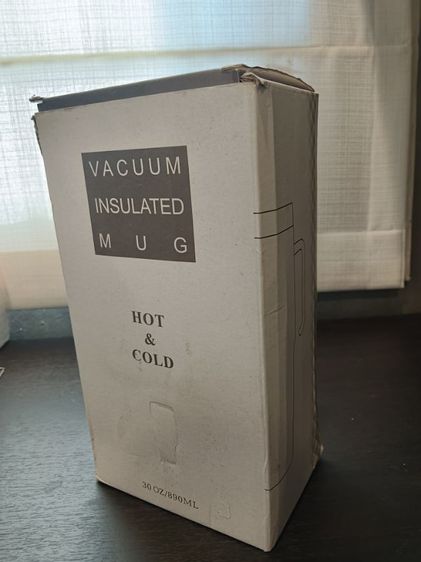 VACUUM
INSULATED
MUG
HOT
&
COLD
30 OZ/890ML